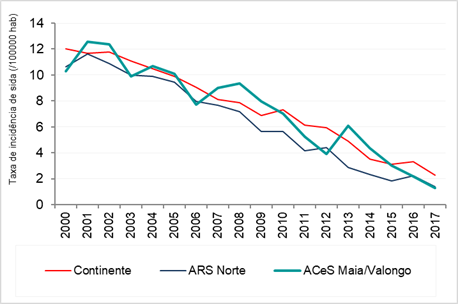 Taxa de incidência de sida (/100000 hab)
14
12
10
8
6
4
2
0
2000 2001 2002 2003 2004 2005 2006 2007 2008 2009 2010 2011 2012 2013 2014 2015 2016 2017
Continente ARS Norte ACeS Maia/Valongo